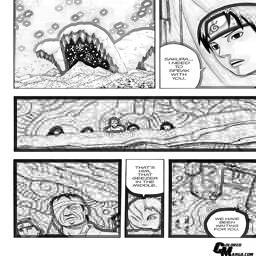 SAKURA...
I NEED
TO
SPEAK
WITH
YOU.
THAT'S
HIM,
THAT
GEEZER
IN THE
MIDDLE.
WE HAVE
BEEN
WAITING
FOR YOU.
COLORED
MANGA.COM